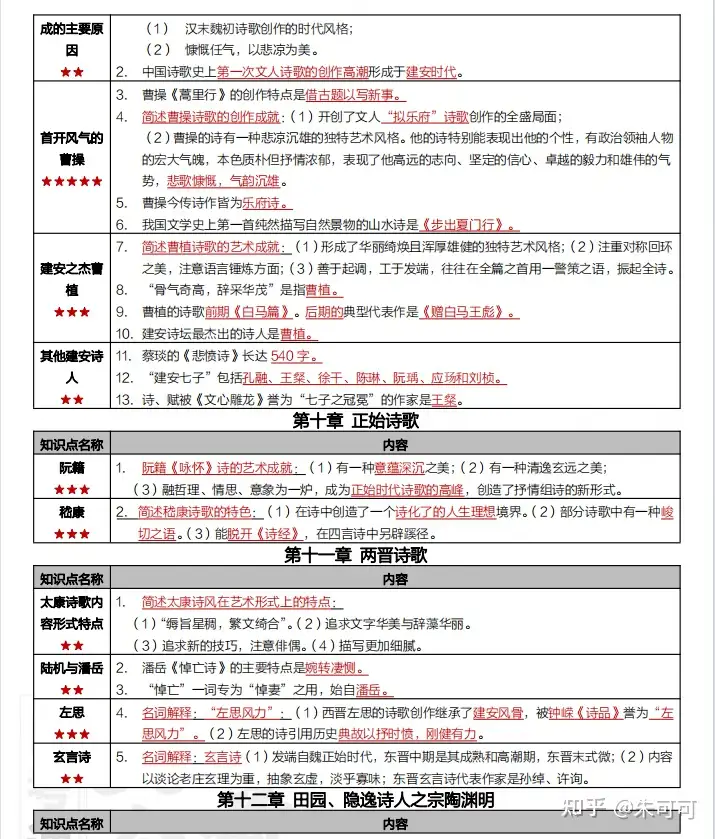 成的主要原因
★★
（1） 汉末魏初诗歌创作的时代风格；
（2） 慷慨任气，以悲凉为美。
2. 中国诗歌史上第一次文人诗歌的创作高潮形成于建安时代。
首开风气的曹操
★★★★★
3. 曹操《蒿里行》的创作特点是借古题以写新事。
4. 简述曹操诗歌的创作成就：（1）开创了文人“拟乐府”诗歌创作的全盛局面；
（2）曹操的诗有一种悲凉沉雄的独特艺术风格。他的诗特别能表现出他的个性，有政治领袖人物
的宏大气魄，本色质朴但抒情浓郁，表现了他高远的志向、坚定的信心、卓越的毅力和雄伟的气
势，悲歌慷慨，气韵沉雄。
5. 曹操今传诗作皆为乐府诗。
6. 我国文学史上第一首纯然描写自然景物的山水诗是《步出夏门行》。
建安之杰曹植
★★★
7. 简述曹植诗歌的艺术成就：（1）形成了华丽绮焕且浑厚雄健的独特艺术风格；（2）注重对称回环
之美，注意语言锤炼方面；（3）善于起调，工于发端，往往在全篇之首用一警策之语，振起全诗。
8. “骨气奇高，辞采华茂”是指曹植。
9. 曹植的诗歌前期《白马篇》。后期的典型代表作是《赠白马王彪》。
10. 建安诗坛最杰出的诗人是曹植。
其他建安诗人
★★
11. 蔡琰的《悲愤诗》长达 540 字。
12. “建安七子”包括孔融、王粲、徐干、陈琳、阮瑀、应玚和刘桢。
13. 诗、赋被《文心雕龙》誉为“七子之冠冕”的作家是王粲。
第十章 正始诗歌
知识点名称 内容
阮籍
★★★
1. 阮籍《咏怀》诗的艺术成就：（1）有一种意蕴深沉之美；（2）有一种清逸玄远之美；
（3）融哲理、情思、意象为一炉，成为正始时代诗歌的高峰，创造了抒情组诗的新形式。
嵇康
★★★
2. 简述嵇康诗歌的特色：（1）在诗中创造了一个诗化了的人生理想境界。（2）部分诗歌中有一种峻
切之语。（3）能脱开《诗经》，在四言诗中另辟蹊径。
第十一章 两晋诗歌
知识点名称 内容
太康诗歌内容形式特点
★★
1. 简述太康诗风在艺术形式上的特点：
（1）“缛旨星稠，繁文绮合”。（2）追求文字华美与辞藻华丽。
（3）追求新的技巧，注意俳偶。（4）描写更加细腻。
陆机与潘岳
★★
2. 潘岳《悼亡诗》的主要特点是婉转凄恻。
3. “悼亡”一词专为“悼妻”之用，始自潘岳。
左思
★★★
4. 名词解释：“左思风力”：（1）西晋左思的诗歌创作继承了建安风骨，被钟嵘《诗品》誉为“左
思风力”。（2）左思的诗引用历史典故以抒时愤，刚健有力。
玄言诗
★★
5. 名词解释：玄言诗（1）发端自魏正始时代，东晋中期是其成熟和高潮期，东晋末式微；（2）内容
以谈论老庄玄理为重，抽象玄虚，淡乎寡味；东晋玄言诗代表作家是孙绰、许询。
第十二章 田园、隐逸诗人之宗陶渊明
知识点名称 内容
知乎 @朱可可